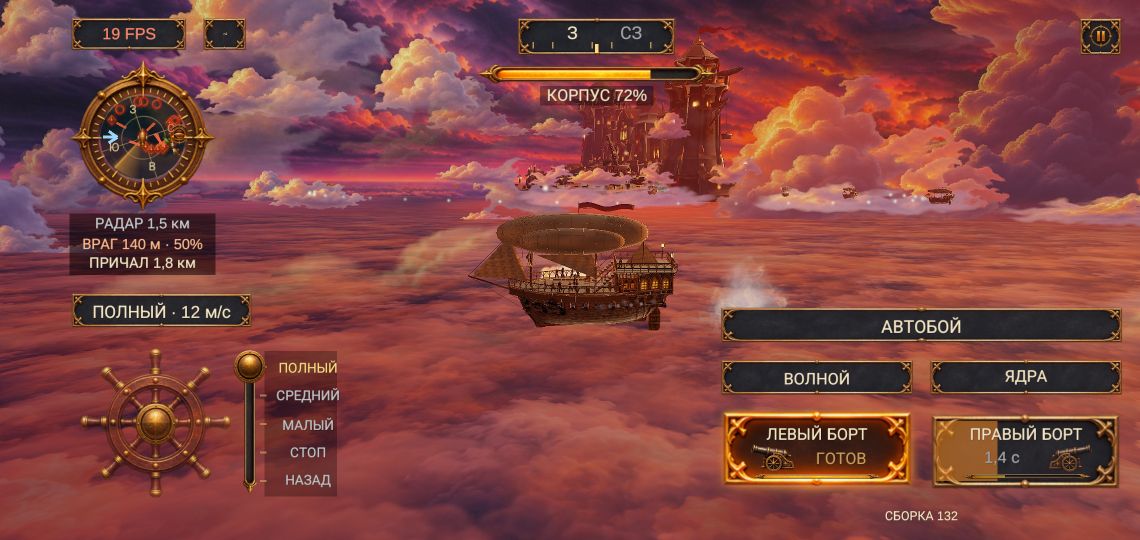 19 FPS
~
З СЗ
КОРПУС 72%
З
Ю
В
РАДАР 1,5 км
ВРАГ 140 м · 50%
ПРИЧАЛ 1,8 км
ПОЛНЫЙ · 12 м/с
ПОЛНЫЙ
СРЕДНИЙ
МАЛЫЙ
СТОП
НАЗАД
АВТОБОЙ
ВОЛНОЙ
ЯДРА
ЛЕВЫЙ БОРТ
ГОТОВ
ПРАВЫЙ БОРТ
1,4 с
СБОРКА 132